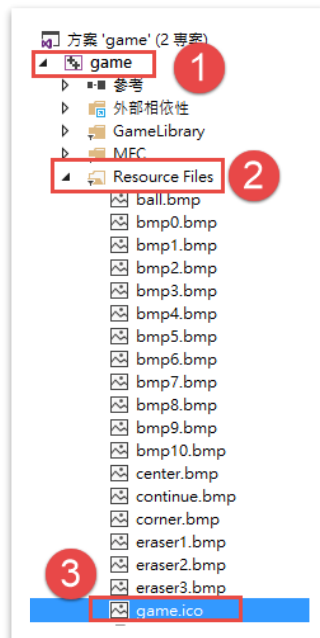 方案 'game' (2 專案)
game
1
參考
外部相依性
GameLibrary
MFC
Resource Files
2
ball.bmp
bmp0.bmp
bmp1.bmp
bmp2.bmp
bmp3.bmp
bmp4.bmp
bmp5.bmp
bmp6.bmp
bmp7.bmp
bmp8.bmp
bmp9.bmp
bmp10.bmp
center.bmp
continue.bmp
corner.bmp
eraser1.bmp
eraser2.bmp
eraser3.bmp
3
game.ico